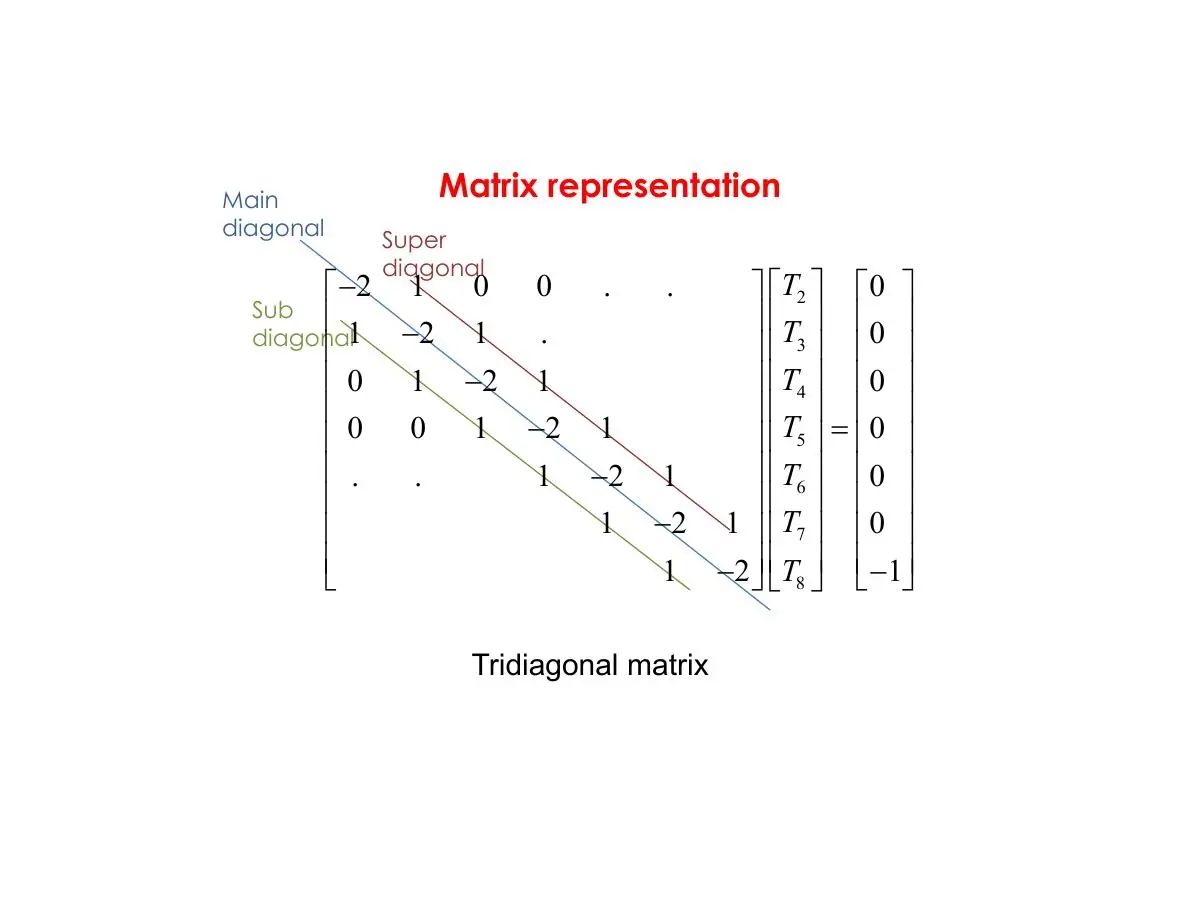 Matrix representation
Main
diagonal
Super
diagonal
Sub
diagonal
–2 1 0 0 . . T2 0
1 –2 1 . T3 0
0 1 –2 1 T4 0
0 0 1 –2 1 T5 = 0
. . 1 –2 1 T6 0
1 –2 1 T7 0
1 –2 T8 –1
Tridiagonal matrix